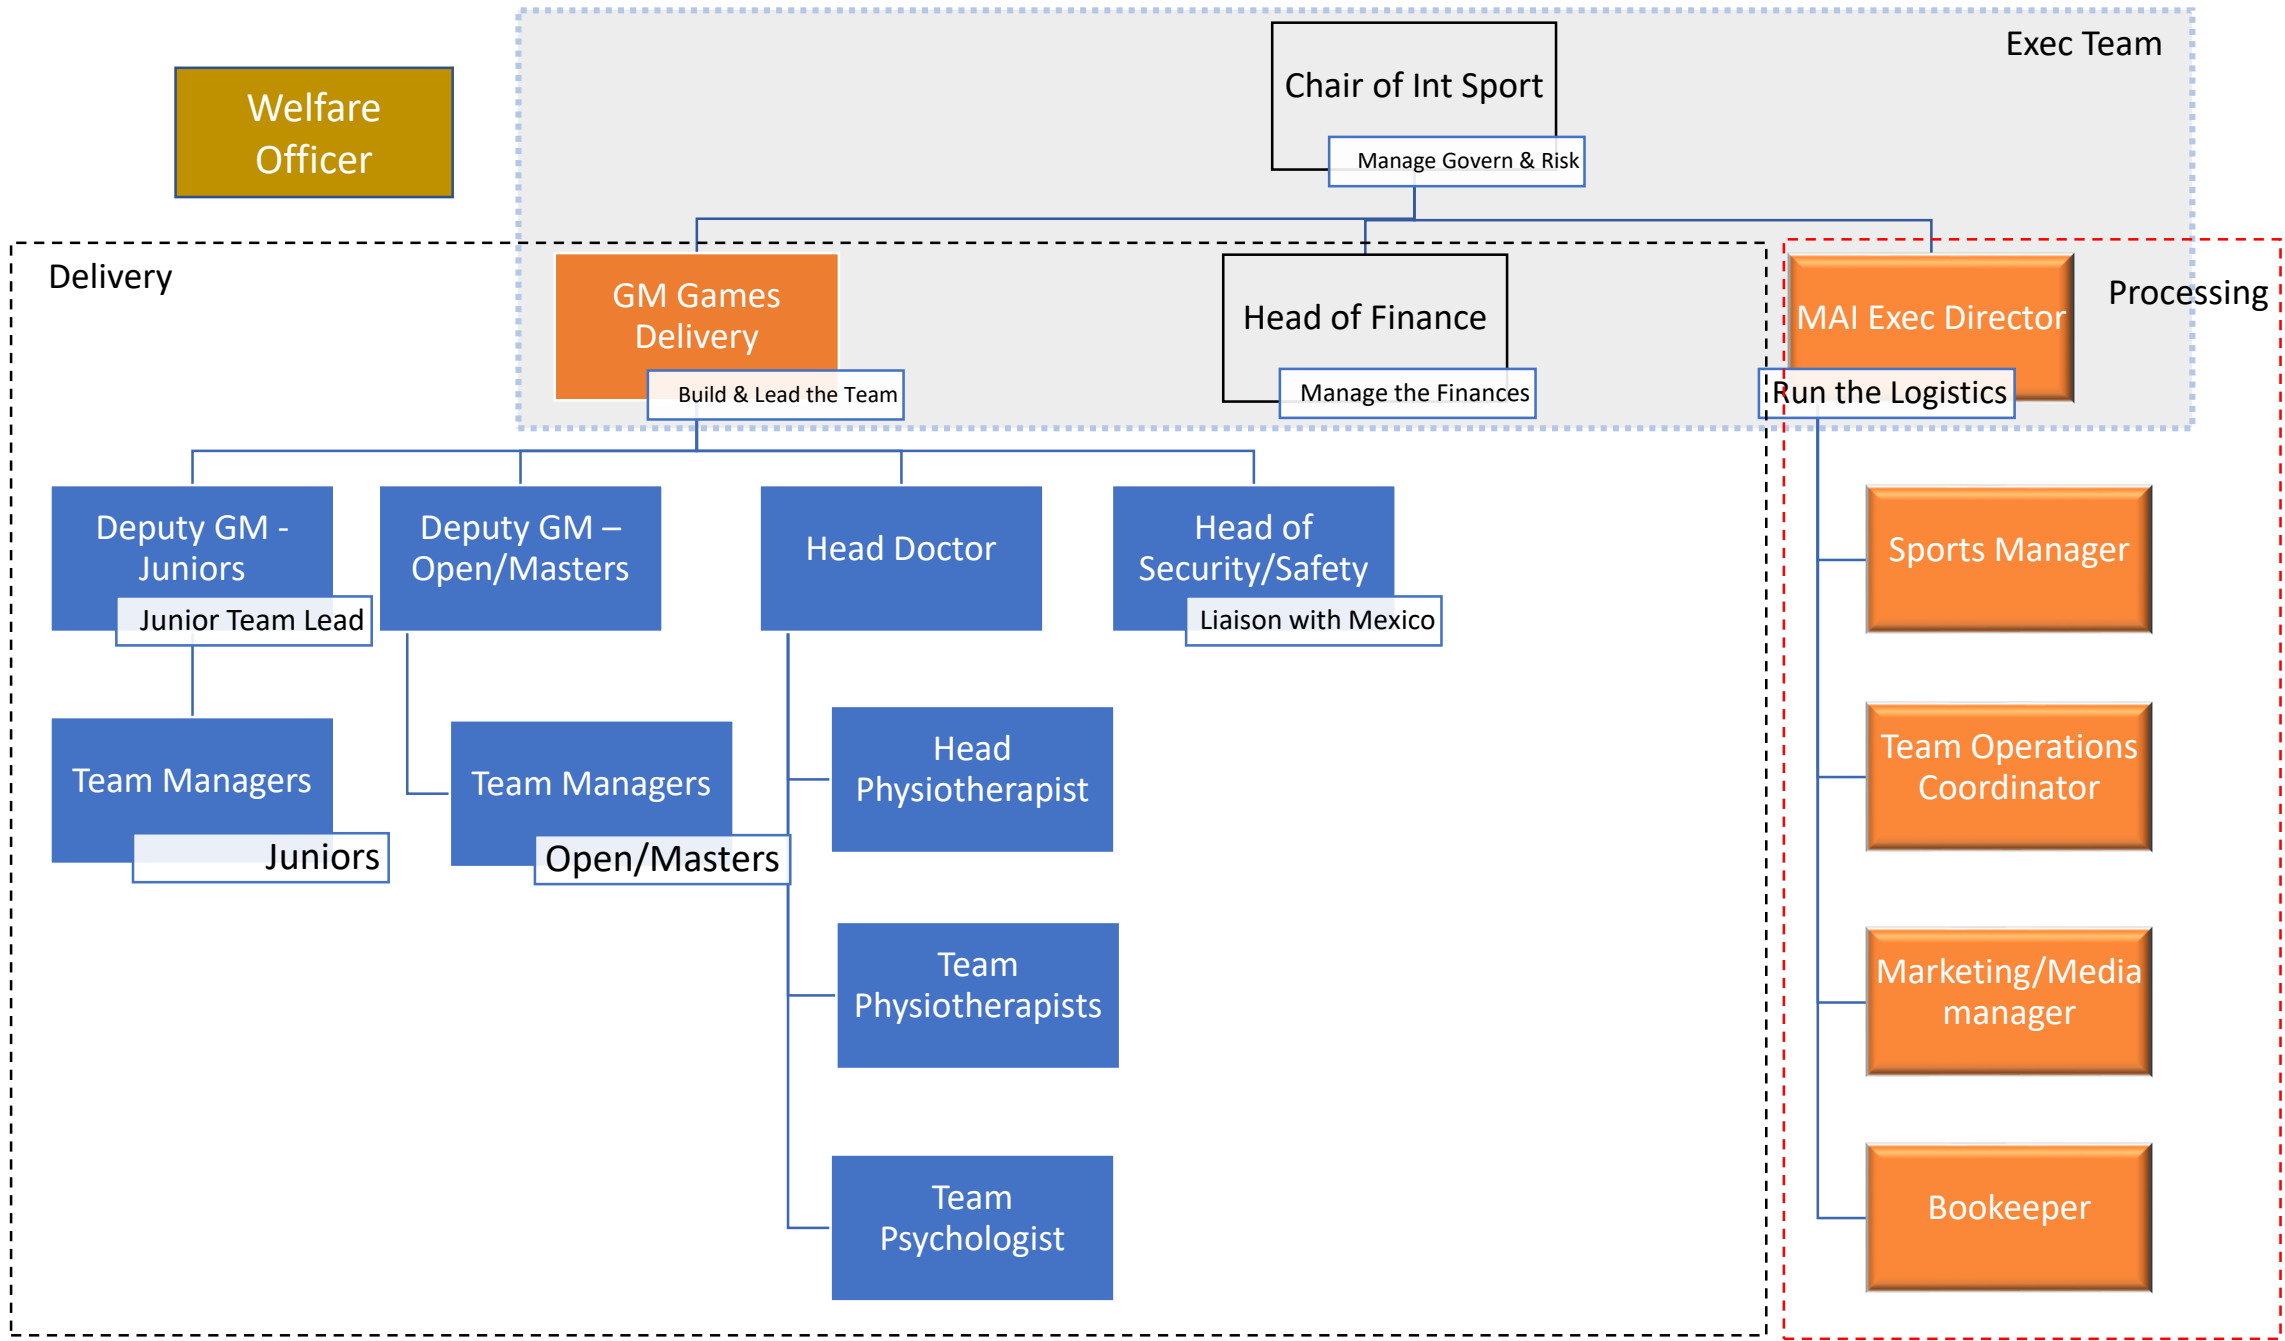 Exec Team
Chair of Int Sport
Manage Govern & Risk
Welfare
Officer
Delivery
GM Games
Delivery
Build & Lead the Team
Head of Finance
Manage the Finances
MAI Exec Director
Run the Logistics
Processing
Deputy GM -
Juniors
Junior Team Lead
Deputy GM –
Open/Masters
Head Doctor
Head of
Security/Safety
Liaison with Mexico
Sports Manager
Team Managers
Juniors
Team Managers
Open/Masters
Head
Physiotherapist
Team Operations
Coordinator
Team
Physiotherapists
Marketing/Media
manager
Team
Psychologist
Bookeeper